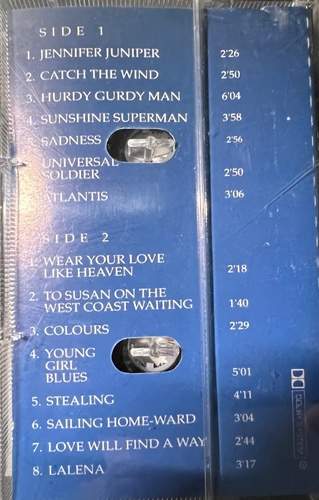 SIDE 1
1. JENNIFER JUNIPER 2'26
2. CATCH THE WIND 2'50
3. HURDY GURDY MAN 6'04
4. SUNSHINE SUPERMAN 3'58
5. SADNESS 2'56
UNIVERSAL
SOLDIER 2'50
ATLANTIS 3'06
SIDE 2
1. WEAR YOUR LOVE
LIKE HEAVEN 2'18
2. TO SUSAN ON THE
WEST COAST WAITING 1'40
3. COLOURS 2'29
4. YOUNG
GIRL
BLUES 5'01
5. STEALING 4'11
6. SAILING HOME-WARD 3'04
7. LOVE WILL FIND A WAY 2'44
8. LALENA 3'17